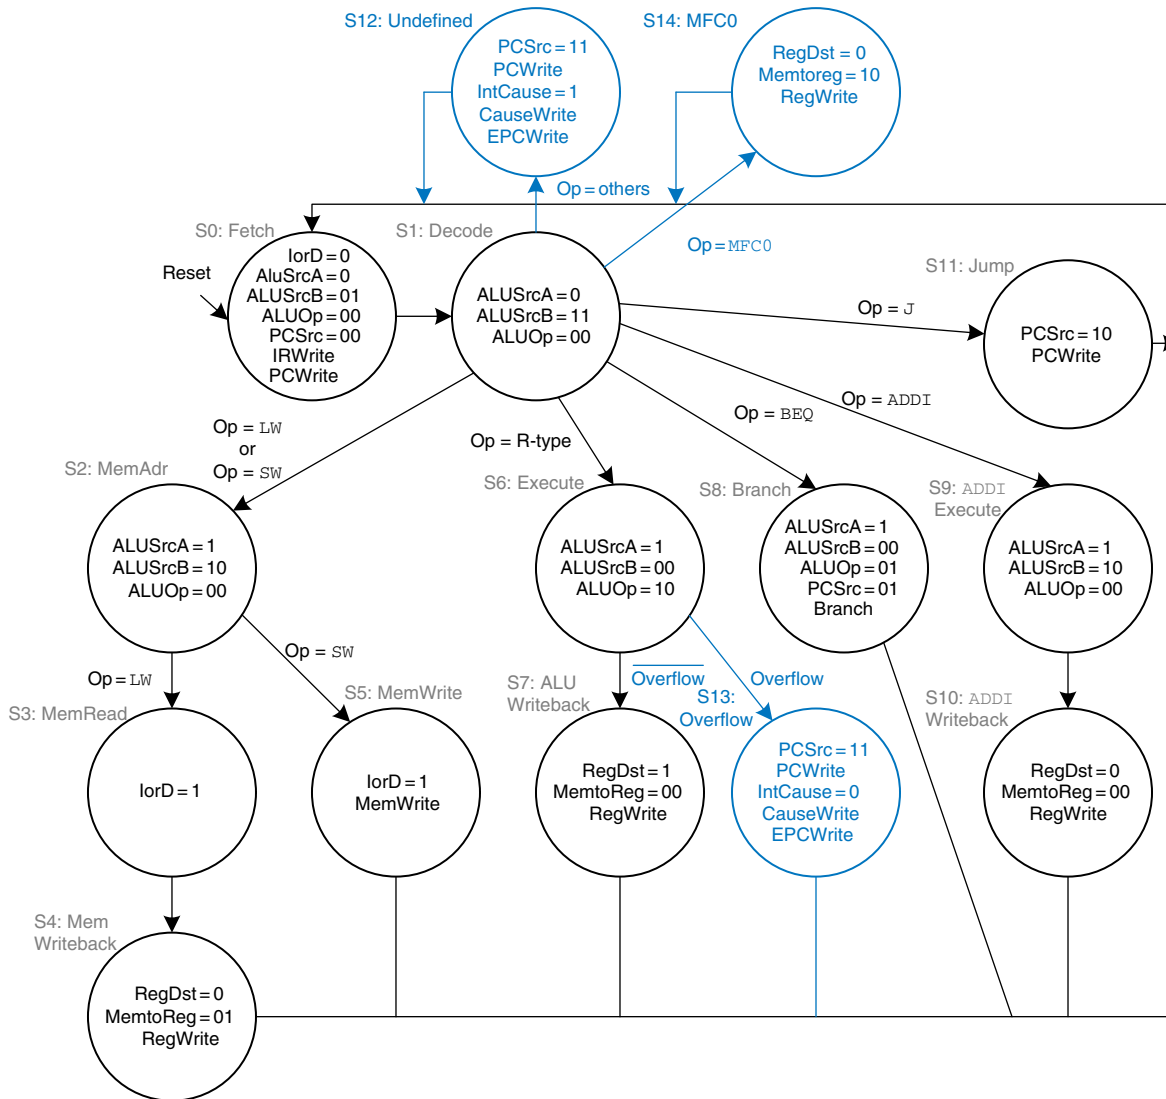 S12: Undefined
PCSrc = 11
PCWrite
IntCause = 1
CauseWrite
EPCWrite
S14: MFC0
RegDst = 0
Memtoreg = 10
RegWrite
Op = others
Op = MFC0
S0: Fetch
Reset
IorD = 0
AluSrcA = 0
ALUSrcB = 01
ALUOp = 00
PCSrc = 00
IRWrite
PCWrite
S1: Decode
ALUSrcA = 0
ALUSrcB = 11
ALUOp = 00
Op = J
S11: Jump
PCSrc = 10
PCWrite
Op = LW
or
Op = SW
Op = R-type
Op = BEQ
Op = ADDI
S2: MemAdr
ALUSrcA = 1
ALUSrcB = 10
ALUOp = 00
S6: Execute
ALUSrcA = 1
ALUSrcB = 00
ALUOp = 10
S8: Branch
ALUSrcA = 1
ALUSrcB = 00
ALUOp = 01
PCSrc = 01
Branch
S9: ADDI
Execute
ALUSrcA = 1
ALUSrcB = 10
ALUOp = 00
Op = LW
Op = SW
Overflow
Overflow
S3: MemRead
IorD = 1
S5: MemWrite
IorD = 1
MemWrite
S7: ALU
Writeback
RegDst = 1
MemtoReg = 00
RegWrite
S13:
Overflow
PCSrc = 11
PCWrite
IntCause = 0
CauseWrite
EPCWrite
S10: ADDI
Writeback
RegDst = 0
MemtoReg = 00
RegWrite
S4: Mem
Writeback
RegDst = 0
MemtoReg = 01
RegWrite